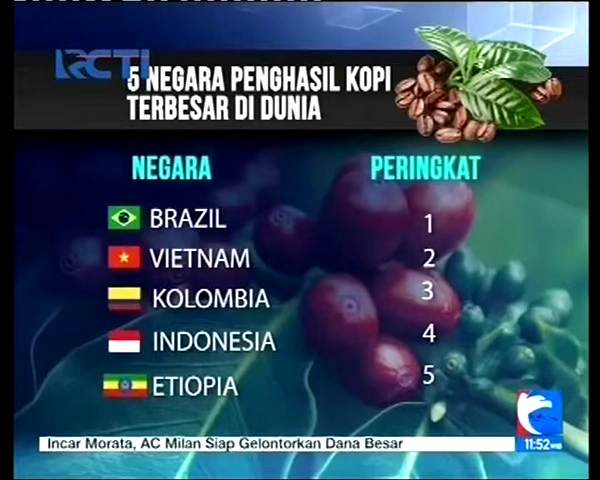 RCTI
5 NEGARA PENGHASIL KOPI
TERBESAR DI DUNIA
NEGARA PERINGKAT
BRAZIL 1
VIETNAM 2
KOLOMBIA 3
INDONESIA 4
ETIOPIA 5
Incar Morata, AC Milan Siap Gelontorkan Dana Besar
11:52 WIB